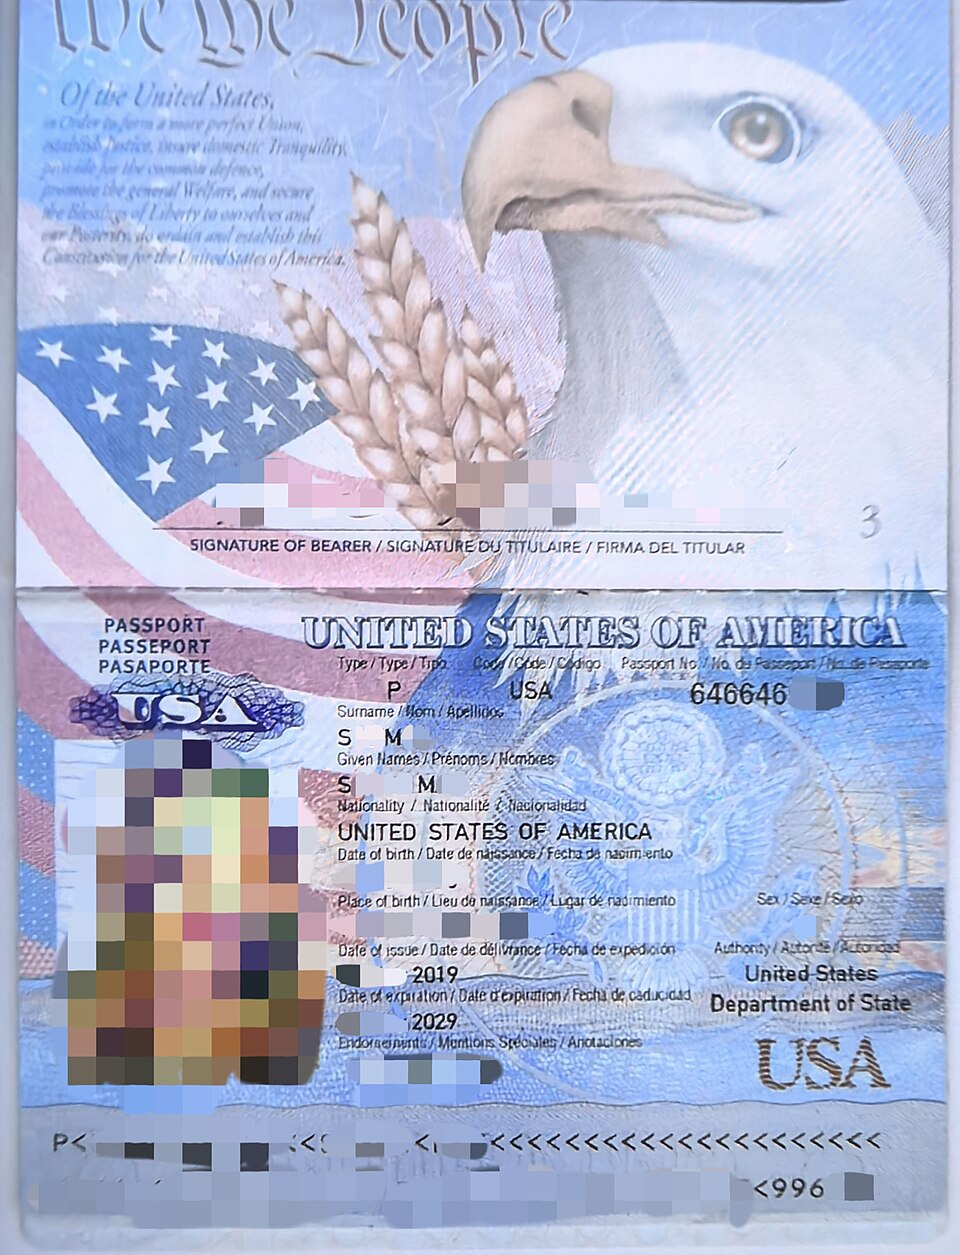 We the People
Of the United States,
in Order to form a more perfect Union,
establish Justice, insure domestic Tranquility,
provide for the common defence,
promote the general Welfare, and secure
the Blessings of Liberty to ourselves and
our Posterity, do ordain and establish this
Constitution for the United States of America.
3
SIGNATURE OF BEARER / SIGNATURE DU TITULAIRE / FIRMA DEL TITULAR
PASSPORT
PASSEPORT
PASAPORTE
USA
UNITED STATES OF AMERICA
Type / Type / Tipo Code / Code / Código Passport No. / No. du Passeport / No. de Pasaporte
P USA 646646
Surname / Nom / Apellidos
S M
Given Names / Prénoms / Nombres
S M
Nationality / Nationalité / Nacionalidad
UNITED STATES OF AMERICA
Date of birth / Date de naissance / Fecha de nacimiento
Place of birth / Lieu de naissance / Lugar de nacimiento Sex / Sexe / Sexo
Date of issue / Date de délivrance / Fecha de expedición Authority / Autorité / Autoridad
2019 United States
Date of expiration / Date d'expiration / Fecha de caducidad Department of State
2029
Endorsements / Mentions Spéciales / Anotaciones
USA
P<
<<<<<<<<<<<<<<<<<<<<<<<<
<996